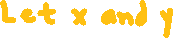 Let x and y